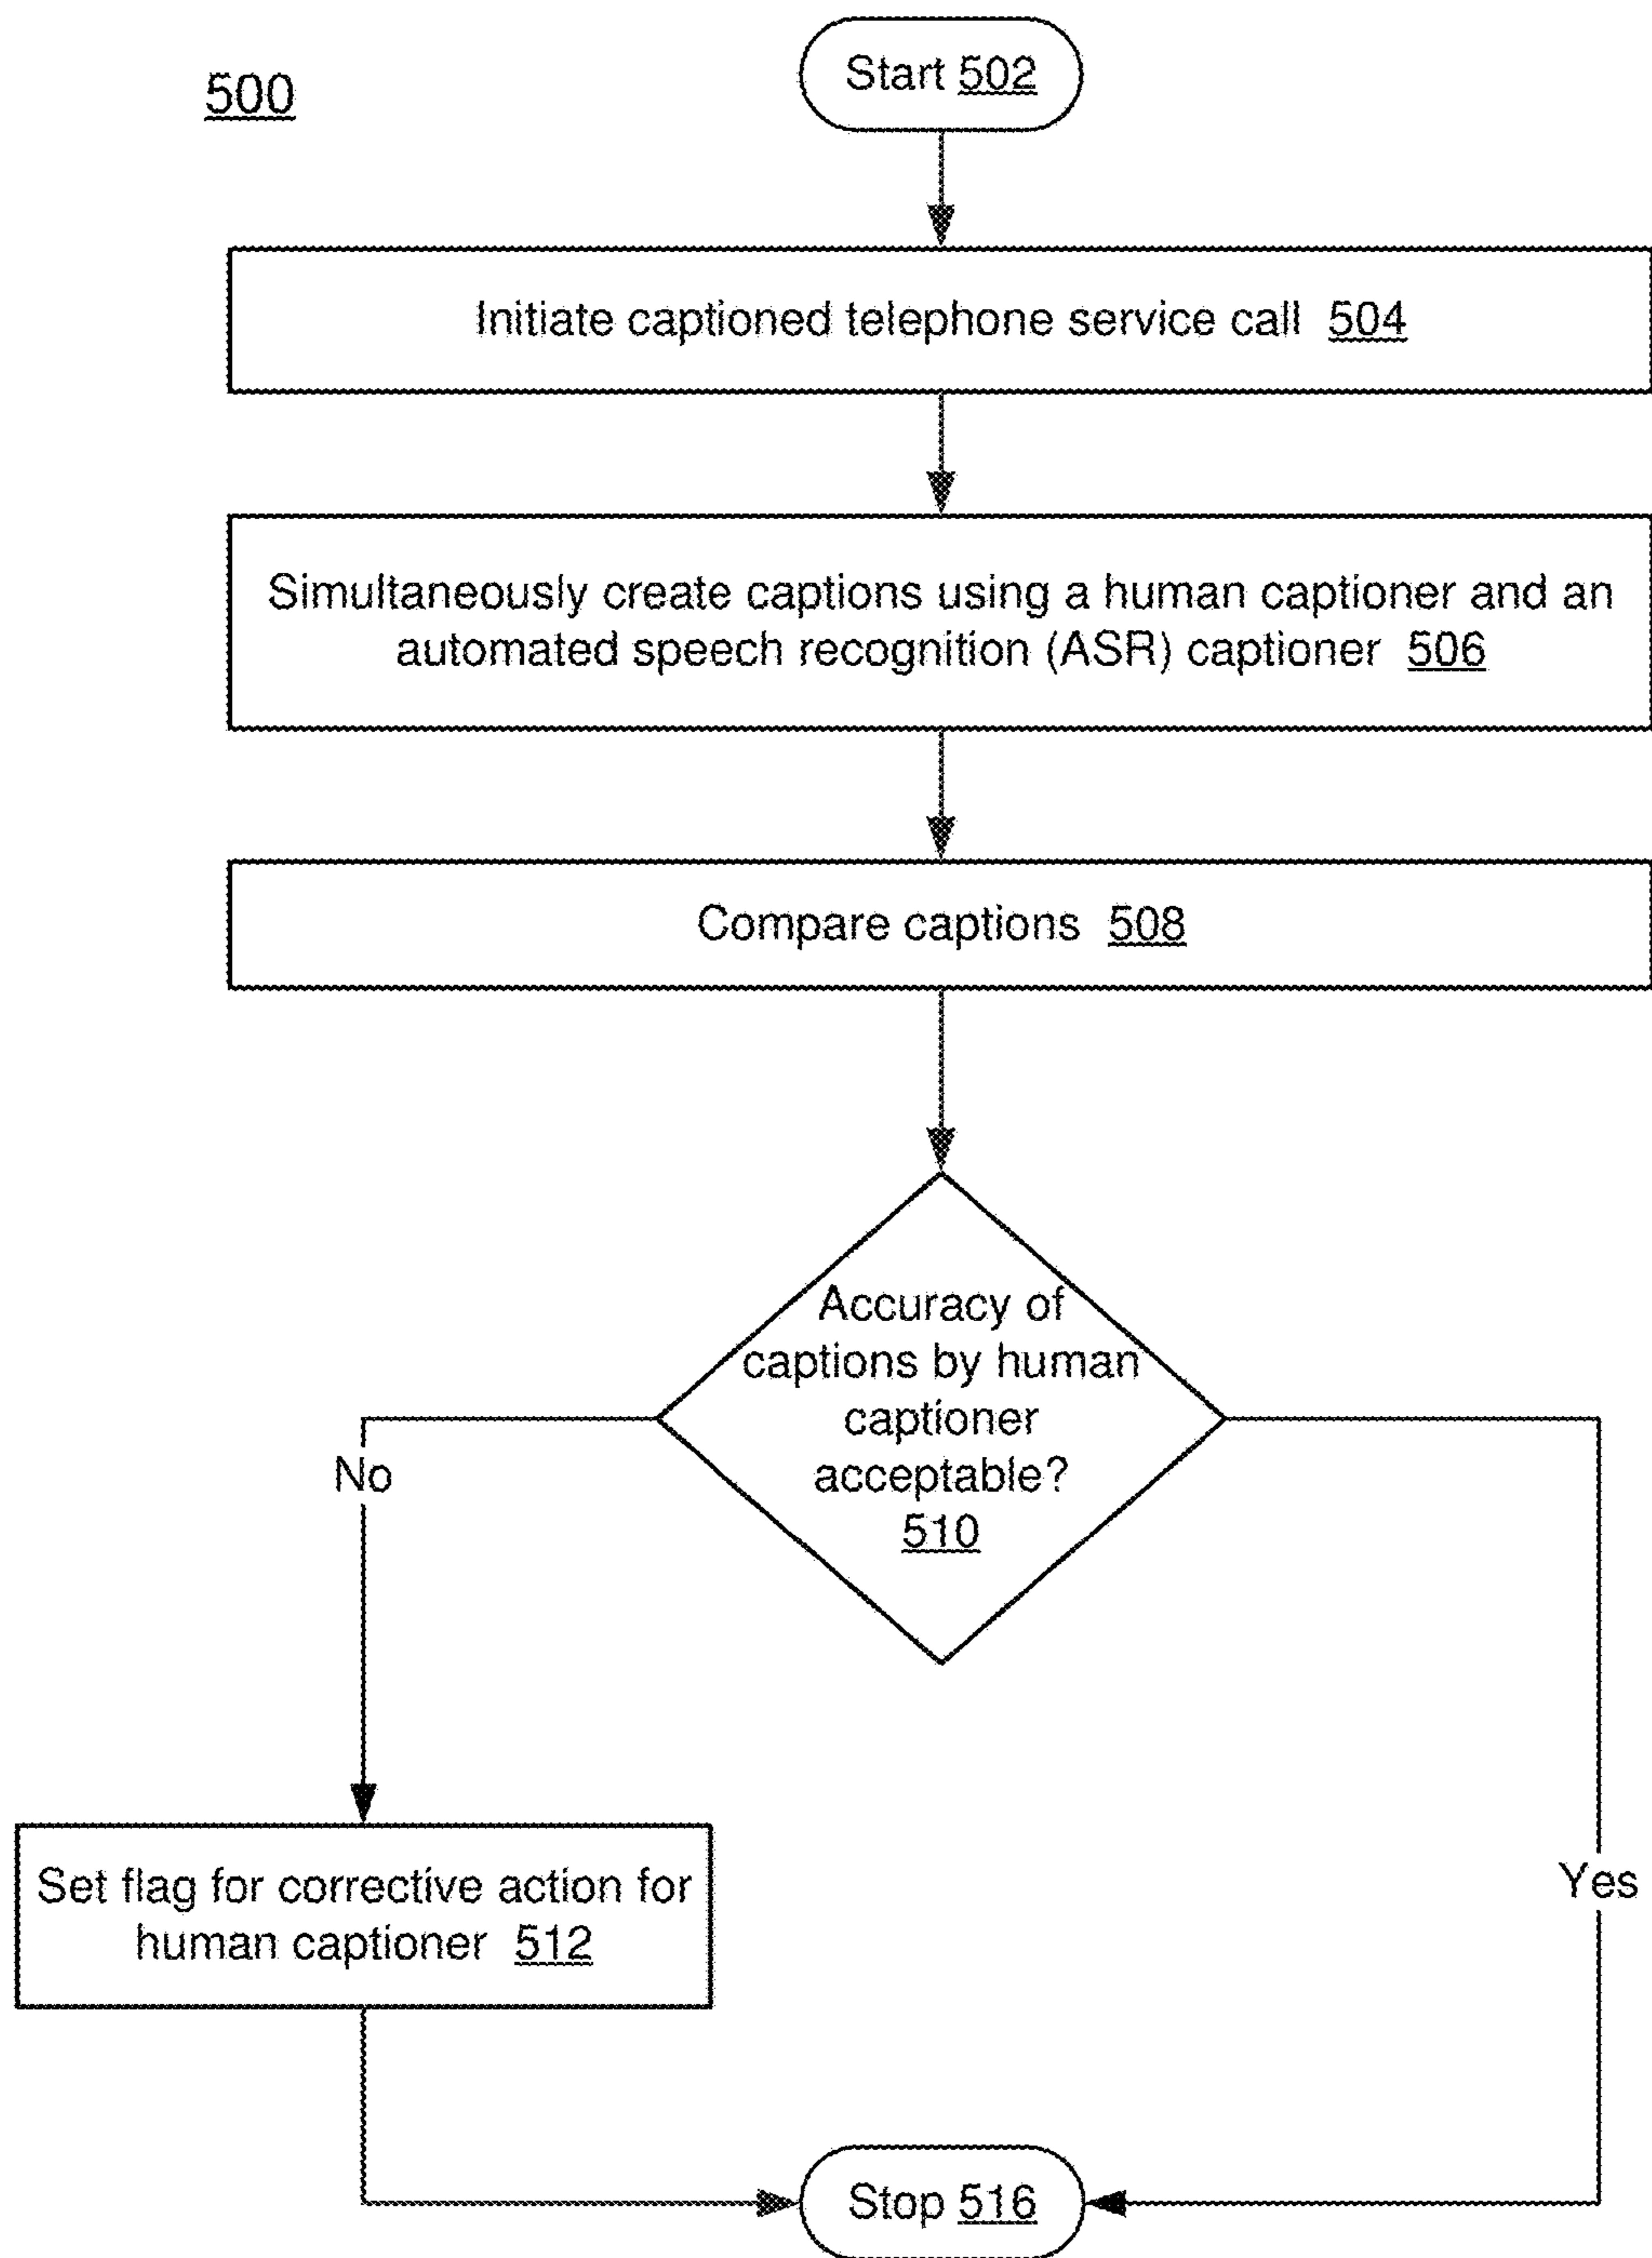 500
Start 502
Initiate captioned telephone service call 504
Simultaneously create captions using a human captioner and an
automated speech recognition (ASR) captioner 506
Compare captions 508
Accuracy of
captions by human
captioner
acceptable?
510
No
Yes
Set flag for corrective action for
human captioner 512
Stop 516